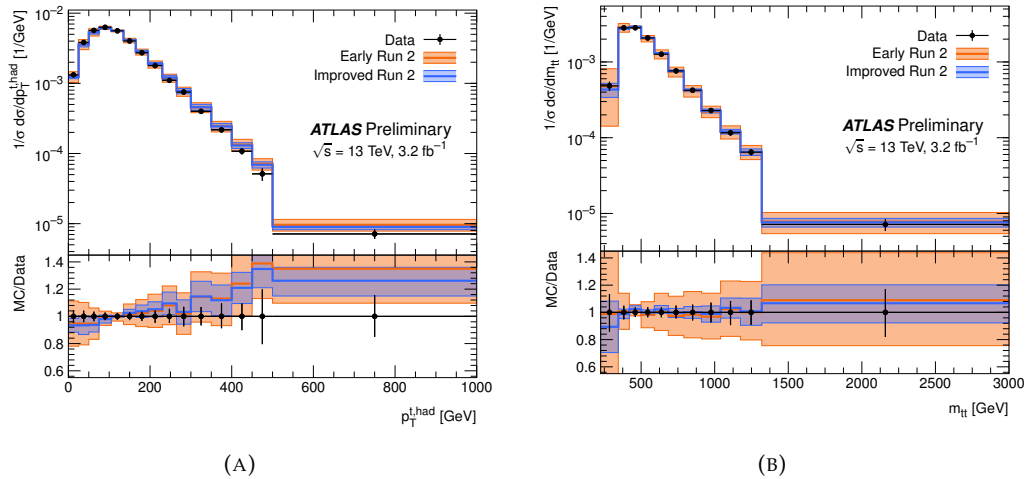 10⁻²
10⁻³
10⁻⁴
10⁻⁵
1/σ dσ/dp_T^{t,had} [1/GeV]
Data
Early Run 2
Improved Run 2
ATLAS Preliminary
√s = 13 TeV, 3.2 fb⁻¹
1.4
1.2
1
0.8
0.6
MC/Data
0 200 400 600 800 1000
p_T^{t,had} [GeV]
(A)
10⁻³
10⁻⁴
10⁻⁵
1/σ dσ/dm_tt [1/GeV]
Data
Early Run 2
Improved Run 2
ATLAS Preliminary
√s = 13 TeV, 3.2 fb⁻¹
1.4
1.2
1
0.8
0.6
MC/Data
500 1000 1500 2000 2500 3000
m_tt [GeV]
(B)